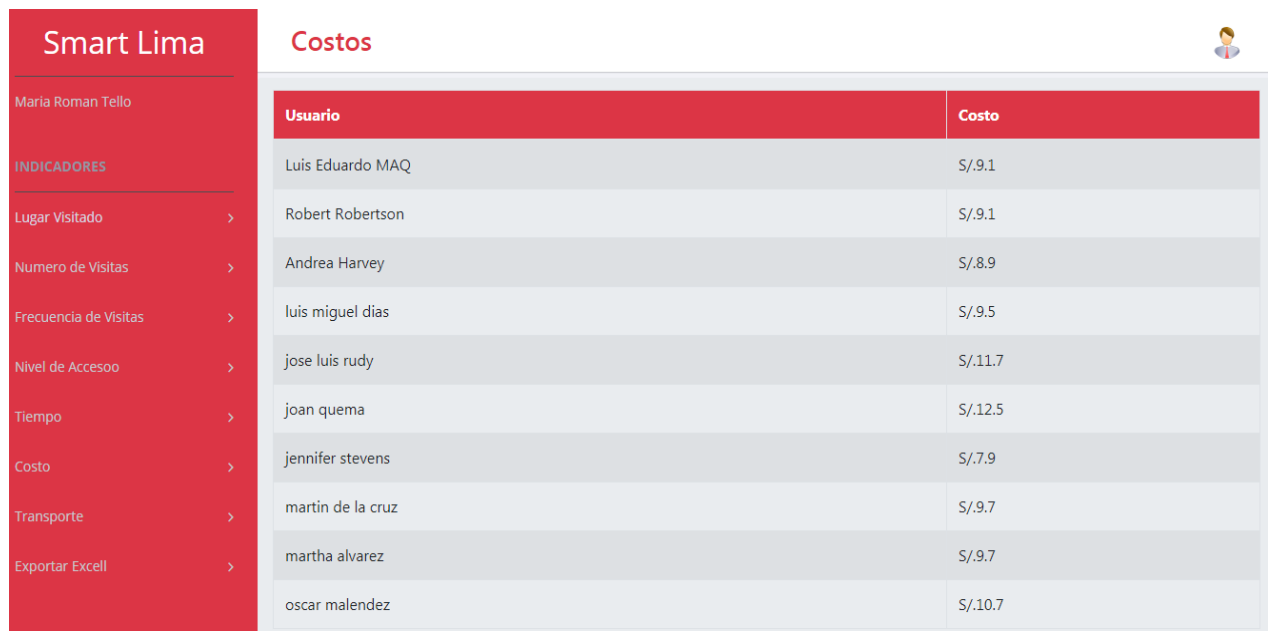 Smart Lima
Maria Roman Tello
INDICADORES
Lugar Visitado
Numero de Visitas
Frecuencia de Visitas
Nivel de Accesoo
Tiempo
Costo
Transporte
Exportar Excell
Costos
Usuario Costo
Luis Eduardo MAQ S/.9.1
Robert Robertson S/.9.1
Andrea Harvey S/.8.9
luis miguel dias S/.9.5
jose luis rudy S/.11.7
joan quema S/.12.5
jennifer stevens S/.7.9
martin de la cruz S/.9.7
martha alvarez S/.9.7
oscar malendez S/.10.7